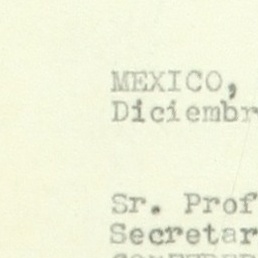 MEXICO,
Diciembr
Sr. Prof
Secretar